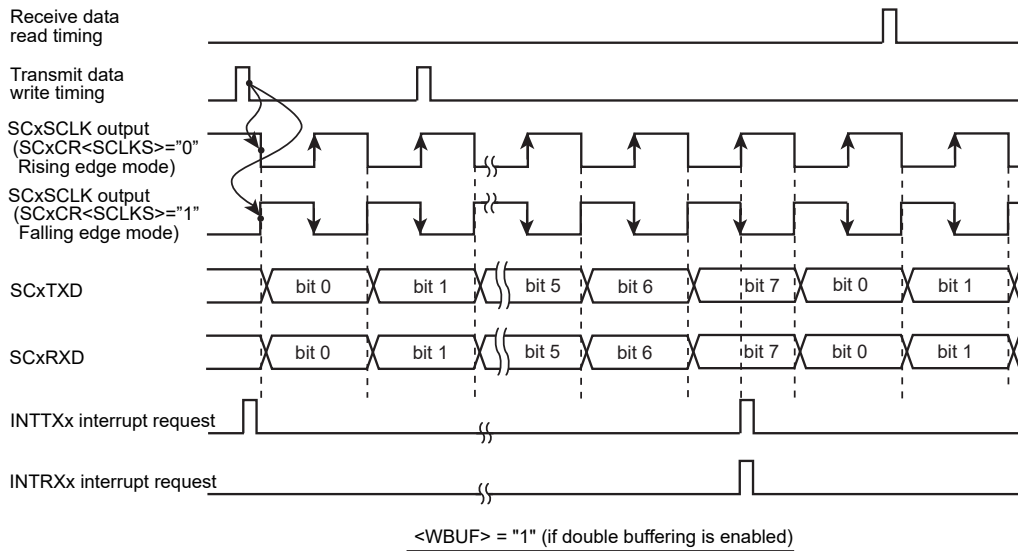 Receive data
read timing
Transmit data
write timing
SCxSCLK output
(SCxCR<SCLKS>="0"
Rising edge mode)
SCxSCLK output
(SCxCR<SCLKS>="1"
Falling edge mode)
SCxTXD
bit 0
bit 1
bit 5
bit 6
bit 7
bit 0
bit 1
SCxRXD
bit 0
bit 1
bit 5
bit 6
bit 7
bit 0
bit 1
INTTXx interrupt request
INTRXx interrupt request
<WBUF> = "1" (if double buffering is enabled)